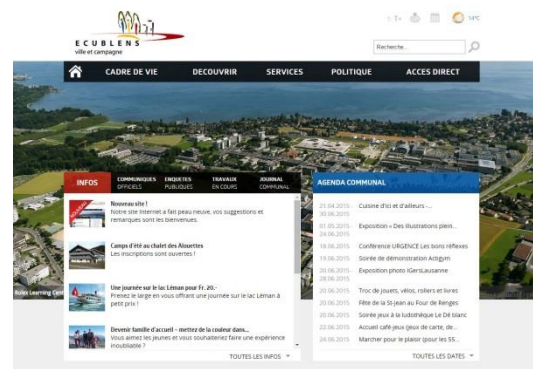 T+
14°C
ECUBLENS
ville et campagne
Recherche...
CADRE DE VIE DECOUVRIR SERVICES POLITIQUE ACCES DIRECT
INFOS
COMMUNIQUES OFFICIELS
ENQUETES PUBLIQUES
TRAVAUX EN COURS
JOURNAL COMMUNAL
NOUVEAU
Nouveau site !
Notre site Internet a fait peau neuve, vos suggestions et
remarques sont les bienvenues.
Camps d'été au chalet des Alouettes
Les inscriptions sont ouvertes !
Une journée sur le lac Léman pour Fr. 20.-
Prenez le large en vous offrant une journée sur le lac Léman à
petit prix !
Devenir famille d'accueil – mettez de la couleur dans...
Vous aimez les jeunes et vous souhaiteriez faire une expérience
inoubliable ?
TOUTES LES INFOS
Rolex Learning Cent
AGENDA COMMUNAL
21.04.2015 - Cuisine d'ici et d'ailleurs -...
30.06.2015
01.05.2015 - Exposition « Des illustrations plein...
24.06.2015
18.06.2015 Conférence URGENCE Les bons réflexes
19.06.2015 Soirée de démonstration Actigym
20.06.2015 - Exposition photo IGersLausanne
28.06.2015
20.06.2015 Troc de jouets, vélos, rollers et livres
20.06.2015 Fête de la St-Jean au Four de Renges
20.06.2015 Soirée jeux à la ludothèque Le Dé blanc
22.06.2015 Accueil café-jeux (jeux de carte, de...
24.06.2015 Marcher pour le plaisir (pour les 55...
TOUTES LES DATES